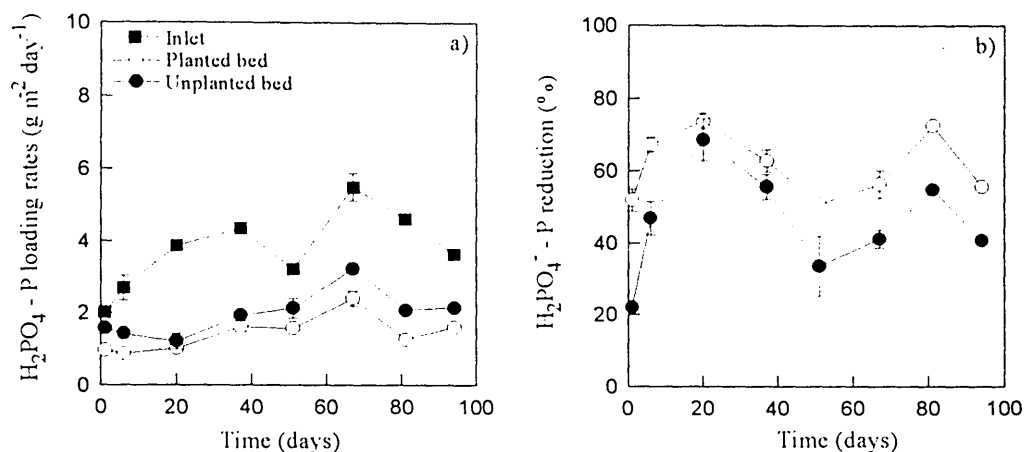 H₂PO₄ - P loading rates (g m⁻² day⁻¹)
10
8
6
4
2
0
a)
Inlet
Planted bed
Unplanted bed
0 20 40 60 80 100
Time (days)
H₂PO₄⁻ - P reduction (%)
100
80
60
40
20
0
b)
0 20 40 60 80 100
Time (days)